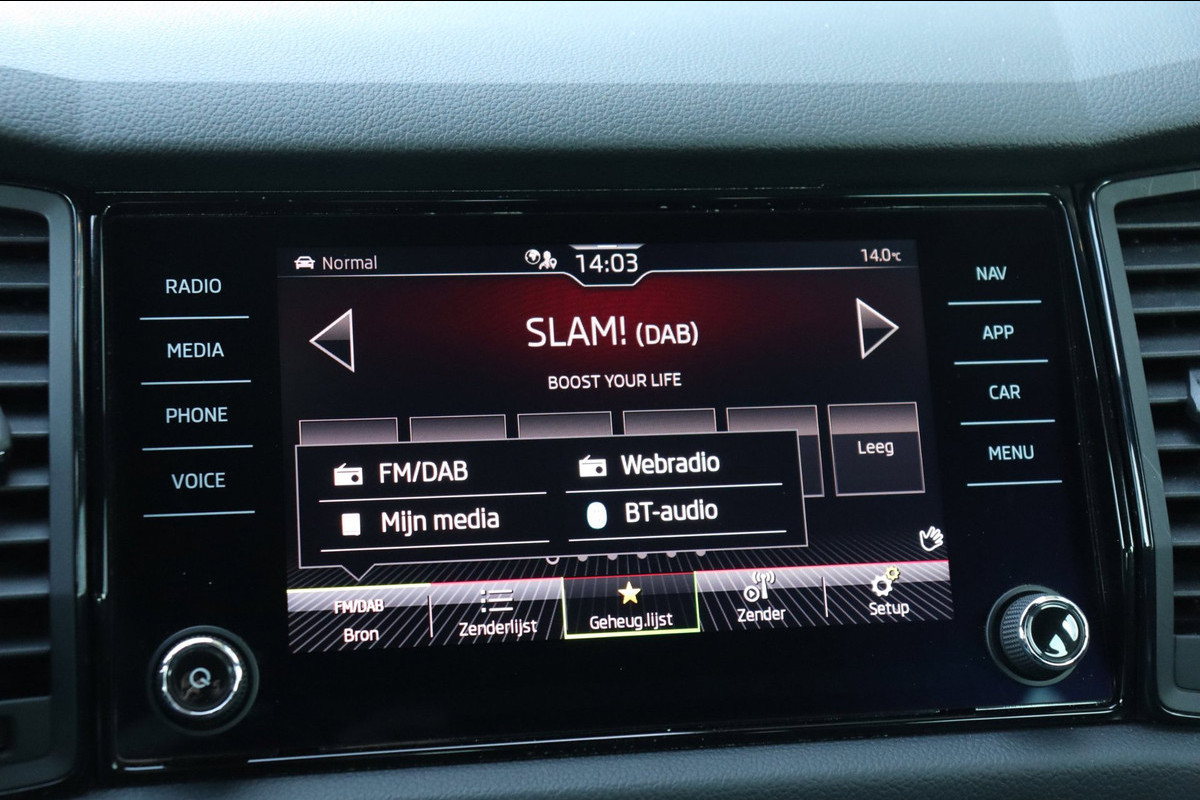 Normal
14:03
14.0°C
RADIO
MEDIA
PHONE
VOICE
SLAM! (DAB)
BOOST YOUR LIFE
NAV
APP
CAR
MENU
Leeg
FM/DAB
Webradio
Mijn media
BT-audio
FM/DAB
Bron
Zenderlijst
Geheug.lijst
Zender
Setup